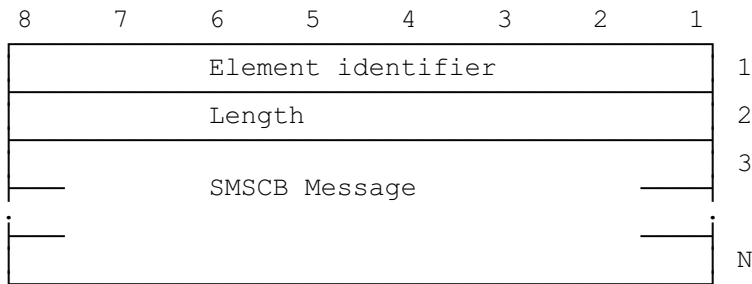 8 7 6 5 4 3 2 1
Element identifier 1
Length 2
3
SMSCB Message
N